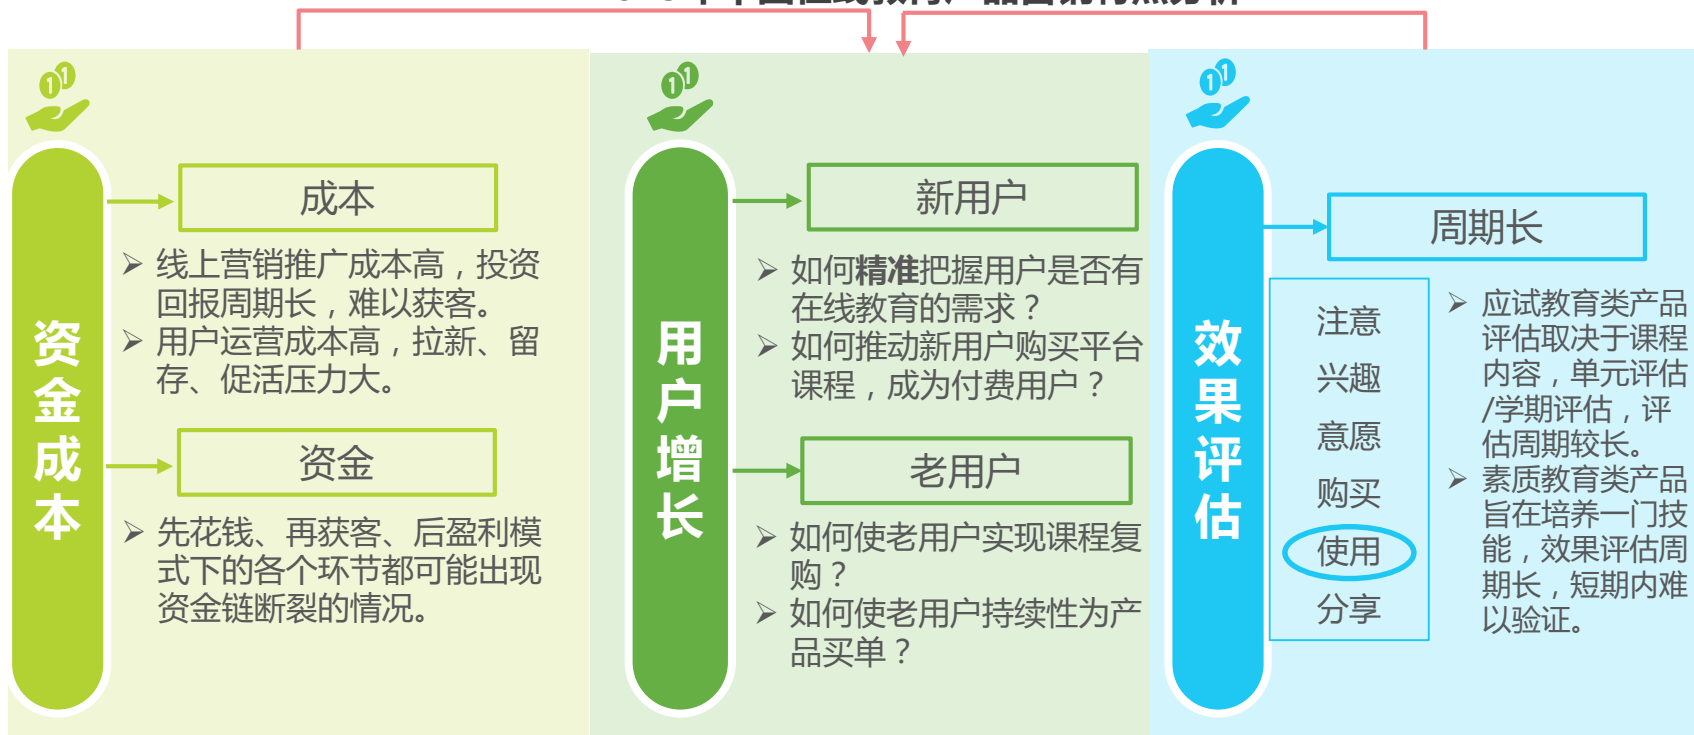 资金成本
成本
➢ 线上营销推广成本高，投资
回报周期长，难以获客。
➢ 用户运营成本高，拉新、留
存、促活压力大。
资金
➢ 先花钱、再获客、后盈利模
式下的各个环节都可能出现
资金链断裂的情况。
用户增长
新用户
➢ 如何精准把握用户是否有
在线教育的需求？
➢ 如何推动新用户购买平台
课程，成为付费用户？
老用户
➢ 如何使老用户实现课程复
购？
➢ 如何使老用户持续性为产
品买单？
效果评估
周期长
注意
兴趣
意愿
购买
使用
分享
➢ 应试教育类产品
评估取决于课程
内容，单元评估
/学期评估，评
估周期较长。
➢ 素质教育类产品
旨在培养一门技
能，效果评估周
期长，短期内难
以验证。